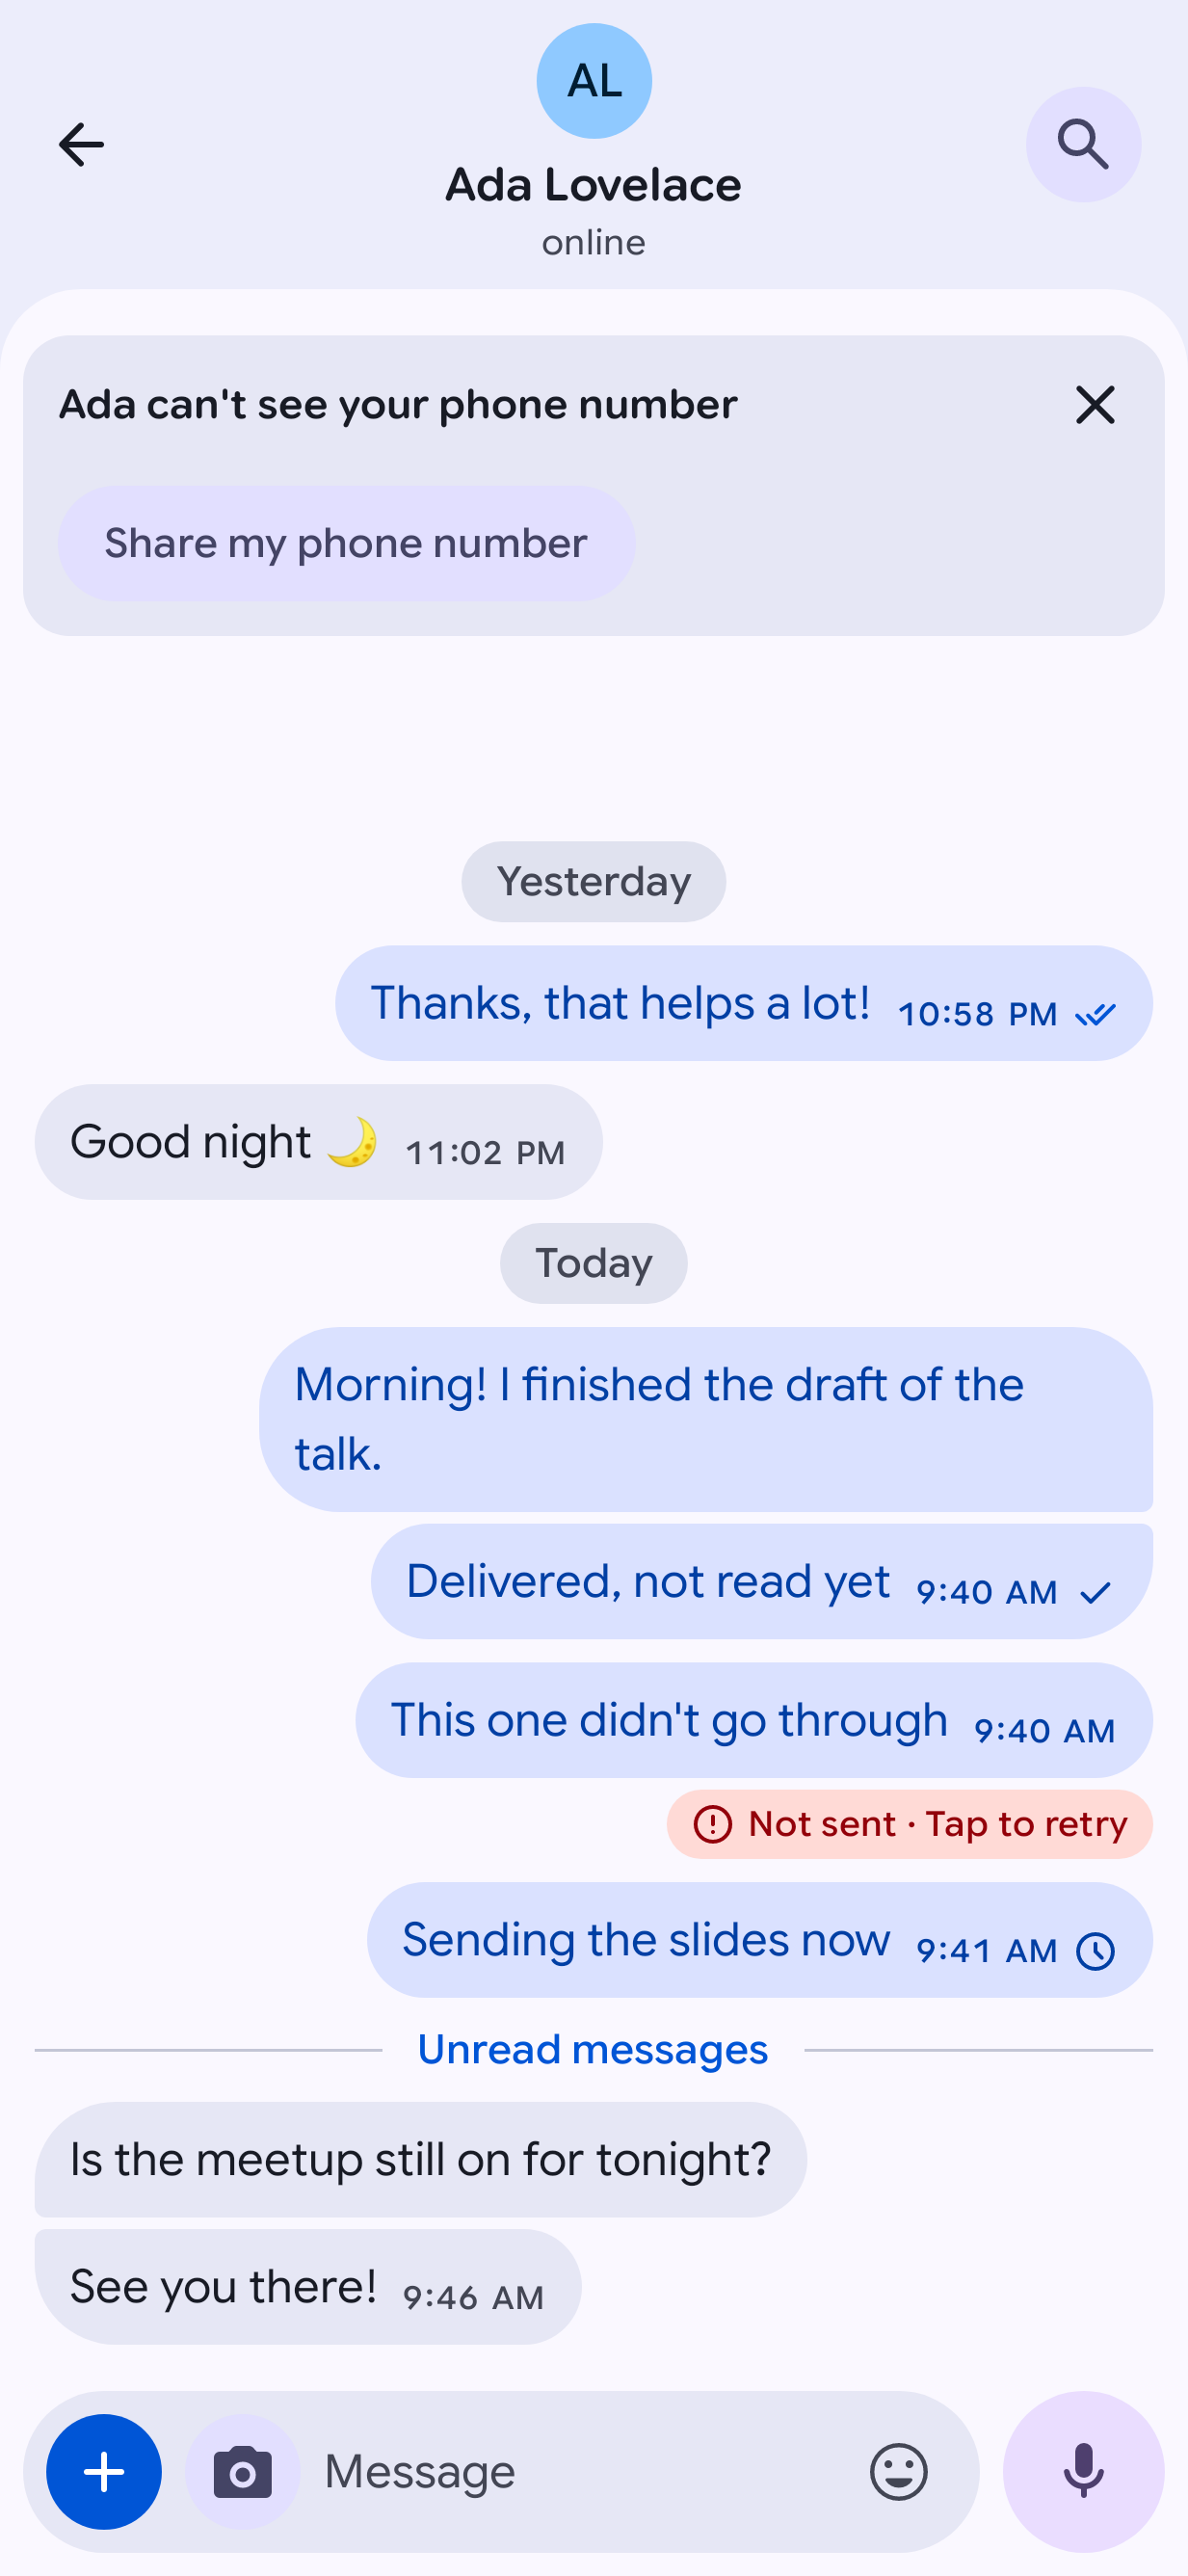 AL
Ada Lovelace
online
Ada can't see your phone number
Share my phone number
Yesterday
Thanks, that helps a lot! 10:58 PM
Good night 🌙 11:02 PM
Today
Morning! I finished the draft of the
talk.
Delivered, not read yet 9:40 AM
This one didn't go through 9:40 AM
Not sent · Tap to retry
Sending the slides now 9:41 AM
Unread messages
Is the meetup still on for tonight?
See you there! 9:46 AM
Message